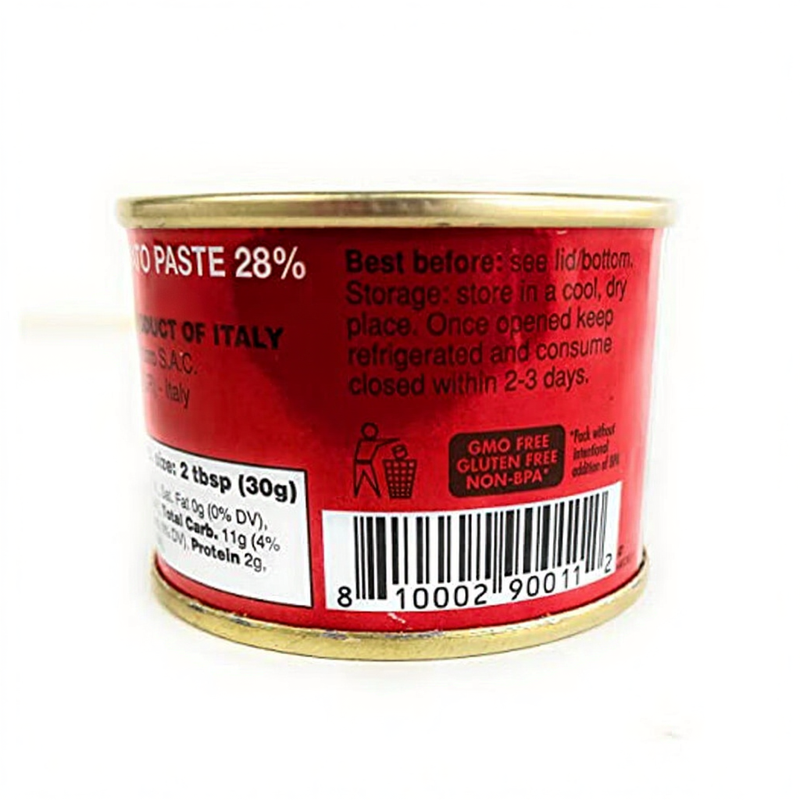 TO PASTE 28%
DUCT OF ITALY
S.A.C.
- Italy
size: 2 tbsp (30g)
Sat. Fat 0g (0% DV),
Total Carb. 11g (4%
DV), Protein 2g,
Best before: see lid/bottom.
Storage: store in a cool, dry
place. Once opened keep
refrigerated and consume
closed within 2-3 days.
GMO FREE
GLUTEN FREE
NON-BPA*
*Pack without
intentional
addition of BPA
8 10002 90011 2